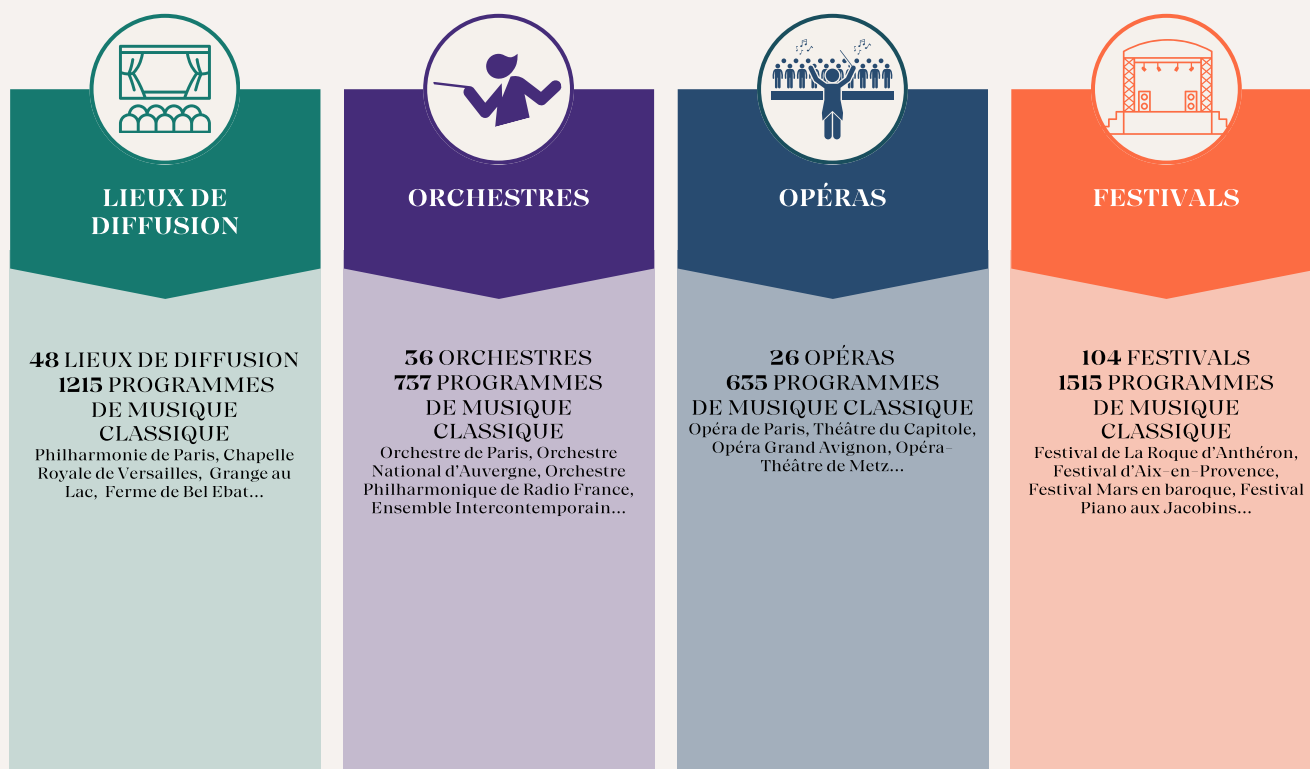 LIEUX DE
DIFFUSION
48 LIEUX DE DIFFUSION
1215 PROGRAMMES
DE MUSIQUE
CLASSIQUE
Philharmonie de Paris, Chapelle
Royale de Versailles, Grange au
Lac, Ferme de Bel Ebat...
ORCHESTRES
36 ORCHESTRES
737 PROGRAMMES
DE MUSIQUE
CLASSIQUE
Orchestre de Paris, Orchestre
National d'Auvergne, Orchestre
Philharmonique de Radio France,
Ensemble Intercontemporain...
OPÉRAS
26 OPÉRAS
635 PROGRAMMES
DE MUSIQUE CLASSIQUE
Opéra de Paris, Théâtre du Capitole,
Opéra Grand Avignon, Opéra-
Théâtre de Metz...
FESTIVALS
104 FESTIVALS
1515 PROGRAMMES
DE MUSIQUE
CLASSIQUE
Festival de La Roque d'Anthéron,
Festival d'Aix-en-Provence,
Festival Mars en baroque, Festival
Piano aux Jacobins...